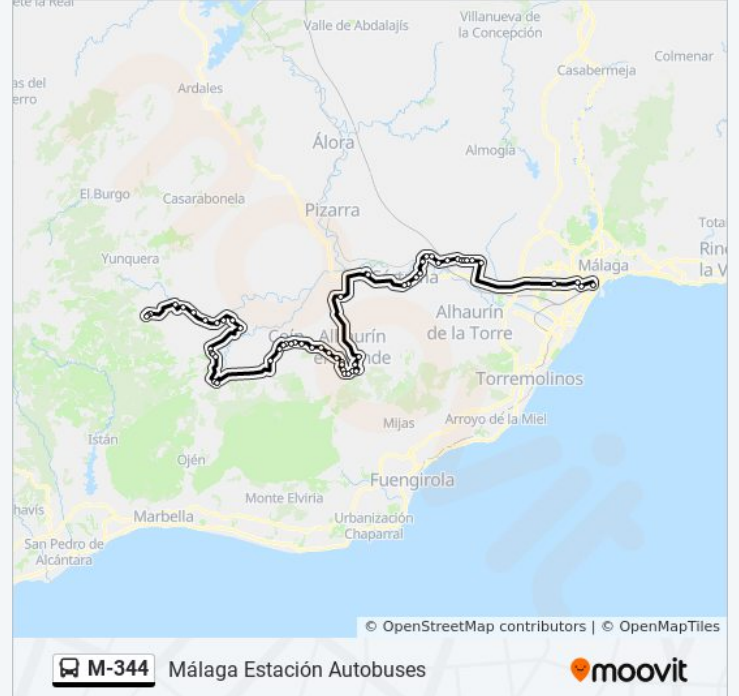 Valle de Abdalajís
Villanueva de
la Concepción
Colmenar
Casabermeja
Ardales
Álora
Almogía
El Burgo
Casarabonela
Pizarra
Yunquera
Málaga
Alhaurín
de la Torre
Coín
Alhaurín
Torremolinos
Mijas
Arroyo de la Miel
Istán
Ojén
Fuengirola
Monte Elviria
Marbella
Urbanización
Chaparral
San Pedro de
Alcántara
© OpenStreetMap contributors | © OpenMapTiles
M-344 Málaga Estación Autobuses
moovit